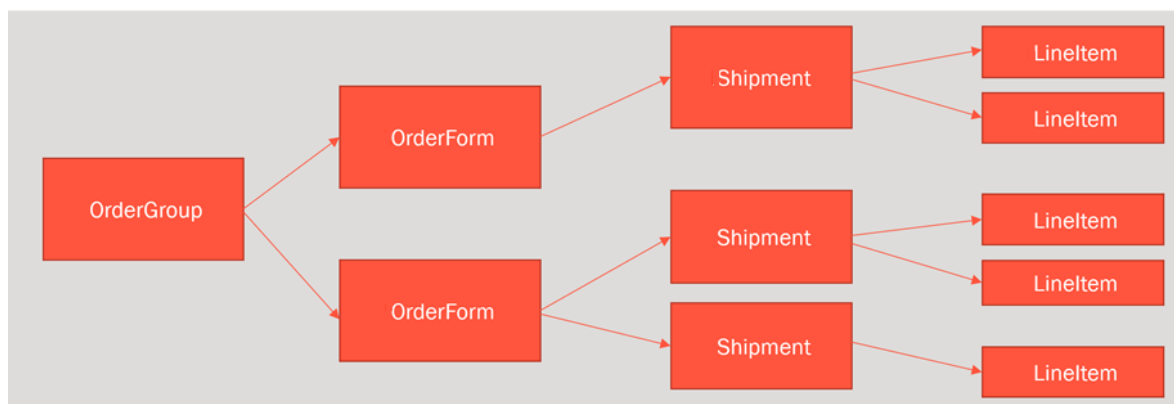 OrderGroup
OrderForm
OrderForm
Shipment
Shipment
Shipment
LineItem
LineItem
LineItem
LineItem
LineItem